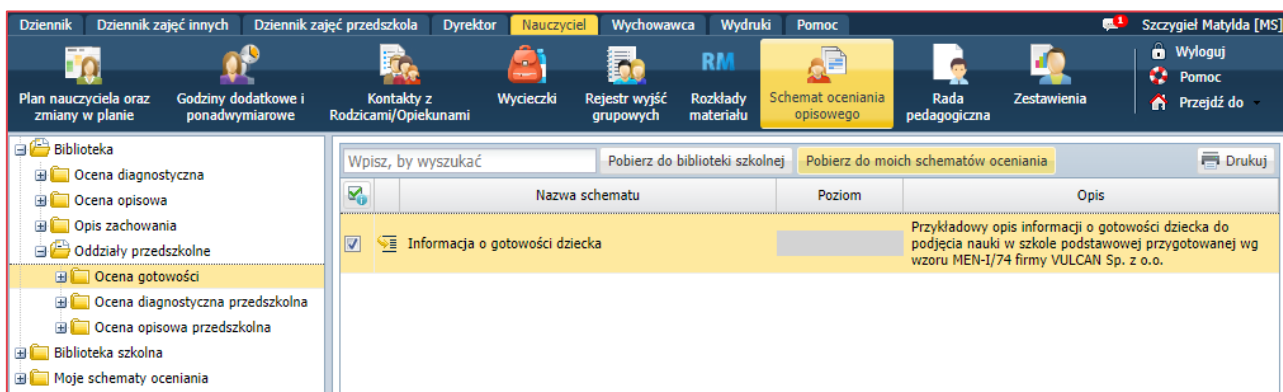 Dziennik Dziennik zajęć innych Dziennik zajęć przedszkola Dyrektor Nauczyciel Wychowawca Wydruki Pomoc 1 Szczygieł Matylda [MS]
Plan nauczyciela oraz zmiany w planie
Godziny dodatkowe i ponadwymiarowe
Kontakty z Rodzicami/Opiekunami
Wycieczki
Rejestr wyjść grupowych
RM
Rozkłady materiału
Schemat oceniania opisowego
Rada pedagogiczna
Zestawienia
Wyloguj
Pomoc
Przejdź do
Biblioteka
Ocena diagnostyczna
Ocena opisowa
Opis zachowania
Oddziały przedszkolne
Ocena gotowości
Ocena diagnostyczna przedszkolna
Ocena opisowa przedszkolna
Biblioteka szkolna
Moje schematy oceniania
Wpisz, by wyszukać Pobierz do biblioteki szkolnej Pobierz do moich schematów oceniania Drukuj
Nazwa schematu Poziom Opis
Informacja o gotowości dziecka
Przykładowy opis informacji o gotowości dziecka do
podjęcia nauki w szkole podstawowej przygotowanej wg
wzoru MEN-I/74 firmy VULCAN Sp. z o.o.